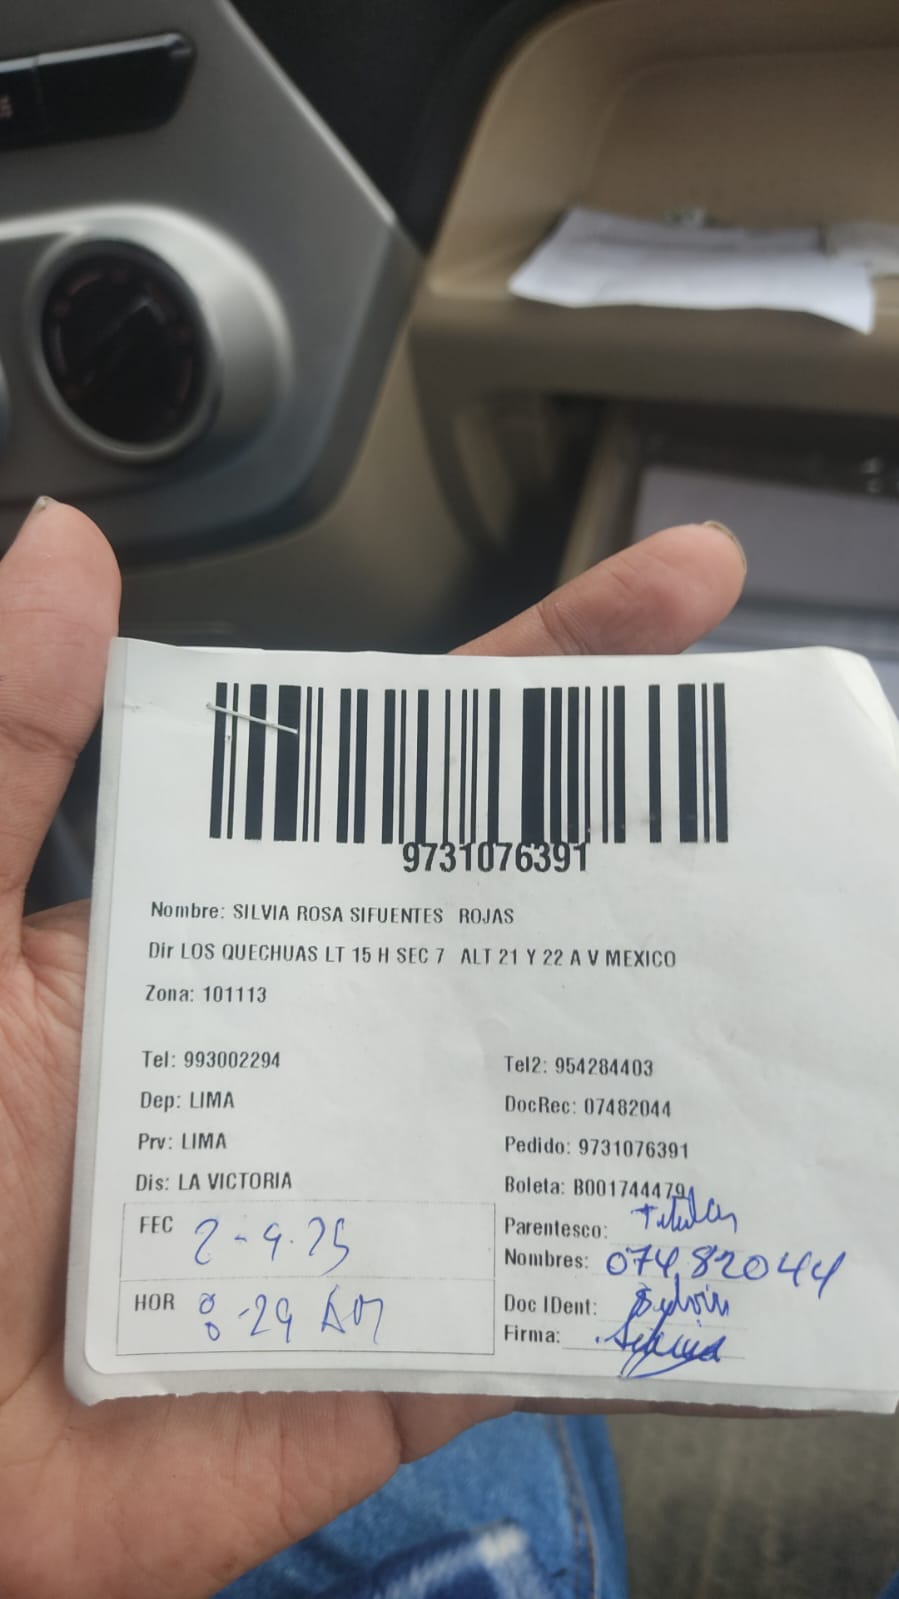 9731076391
Nombre: SILVIA ROSA SIFUENTES ROJAS
Dir LOS QUECHUAS LT 15 H SEC 7 ALT 21 Y 22 A V MEXICO
Zona: 101113
Tel: 993002294
Tel2: 954284403
Dep: LIMA
DocRec: 07482044
Prv: LIMA
Pedido: 9731076391
Dis: LA VICTORIA
Boleta: B001744479
FEC 2-9.25
Parentesco: Titular
Nombres: 07482044
HOR 8-29 AM
Doc IDent: Sylvia
Firma: